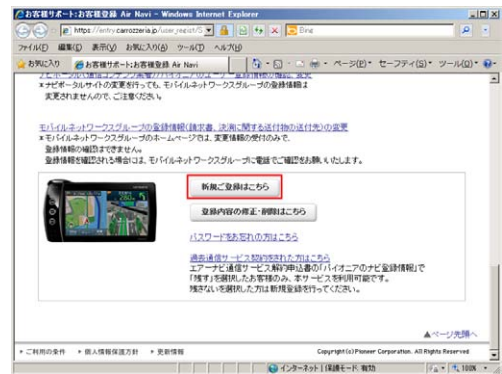 お客様サポート:お客様登録 Air Navi - Windows Internet Explorer
https://entry.carrozzeria.jp/user_regist/S
Bing
ファイル(F) 編集(E) 表示(V) お気に入り(A) ツール(T) ヘルプ(H)
お気に入り お客様サポート:お客様登録 Air Navi ページ(P) セーフティ(S) ツール(O)
*ナビポータルサイトの変更を行っても、モバイルネットワークスグループの登録情報は
変更されませんので、ご注意ください。
モバイルネットワークスグループの登録情報(請求書、決済に関する送付物の送付先)の変更
*モバイルネットワークスグループのホームページでは、変更情報の受付のみで、
登録情報の確認はできません。
登録情報を確認される場合には、モバイルネットワークスグループに電話でご確認をお願いいたします。
新規ご登録はこちら
登録内容の修正・削除はこちら
パスワードをお忘れの方はこちら
過去通信サービス契約をされた方はこちら
エアーナビ通信サービス解約申込書の「パイオニアのナビ登録情報」で
「残す」を選択したお客様のみ、本サービスを利用可能です。
残さないを選択した方は新規登録を行ってください。
▲ページ先頭へ
ご利用の条件 個人情報保護方針 更新情報 Copyright(c)Pioneer Corporation. All Rights Reserved
インターネット | 保護モード: 有効 100%